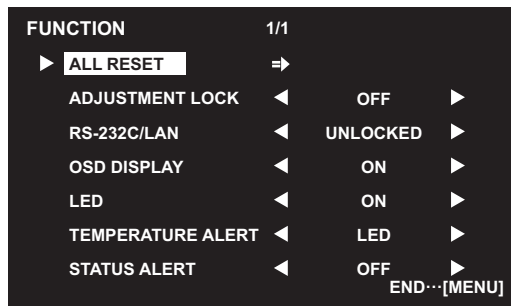 FUNCTION 1/1
ALL RESET
ADJUSTMENT LOCK OFF
RS-232C/LAN UNLOCKED
OSD DISPLAY ON
LED ON
TEMPERATURE ALERT LED
STATUS ALERT OFF
END···[MENU]